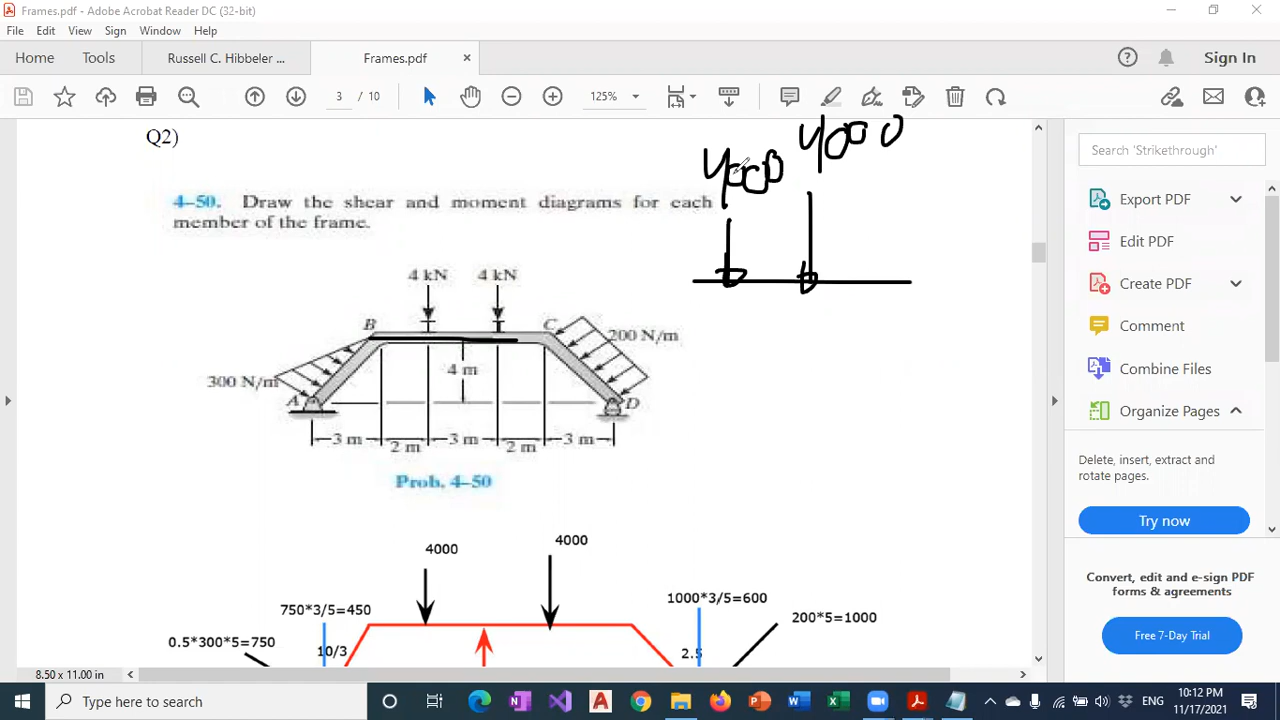 Frames.pdf - Adobe Acrobat Reader DC (32-bit)
File Edit View Sign Window Help
Home Tools Russell C. Hibbeler ... Frames.pdf × Sign In
3 / 10 125%
Q2)
4000 4000
4–50. Draw the shear and moment diagrams for each
member of the frame.
4 kN 4 kN
B C
200 N/m
4 m
300 N/m
A D
3 m 2 m 3 m 2 m 3 m
Prob. 4–50
4000 4000
750*3/5=450 1000*3/5=600
0.5*300*5=750 200*5=1000
10/3 2.5
8.50 x 11.00 in
Search 'Strikethrough'
Export PDF
Edit PDF
Create PDF
Comment
Combine Files
Organize Pages
Delete, insert, extract and
rotate pages.
Try now
Convert, edit and e-sign PDF
forms & agreements
Free 7-Day Trial
Type here to search
ENG
10:12 PM
11/17/2021